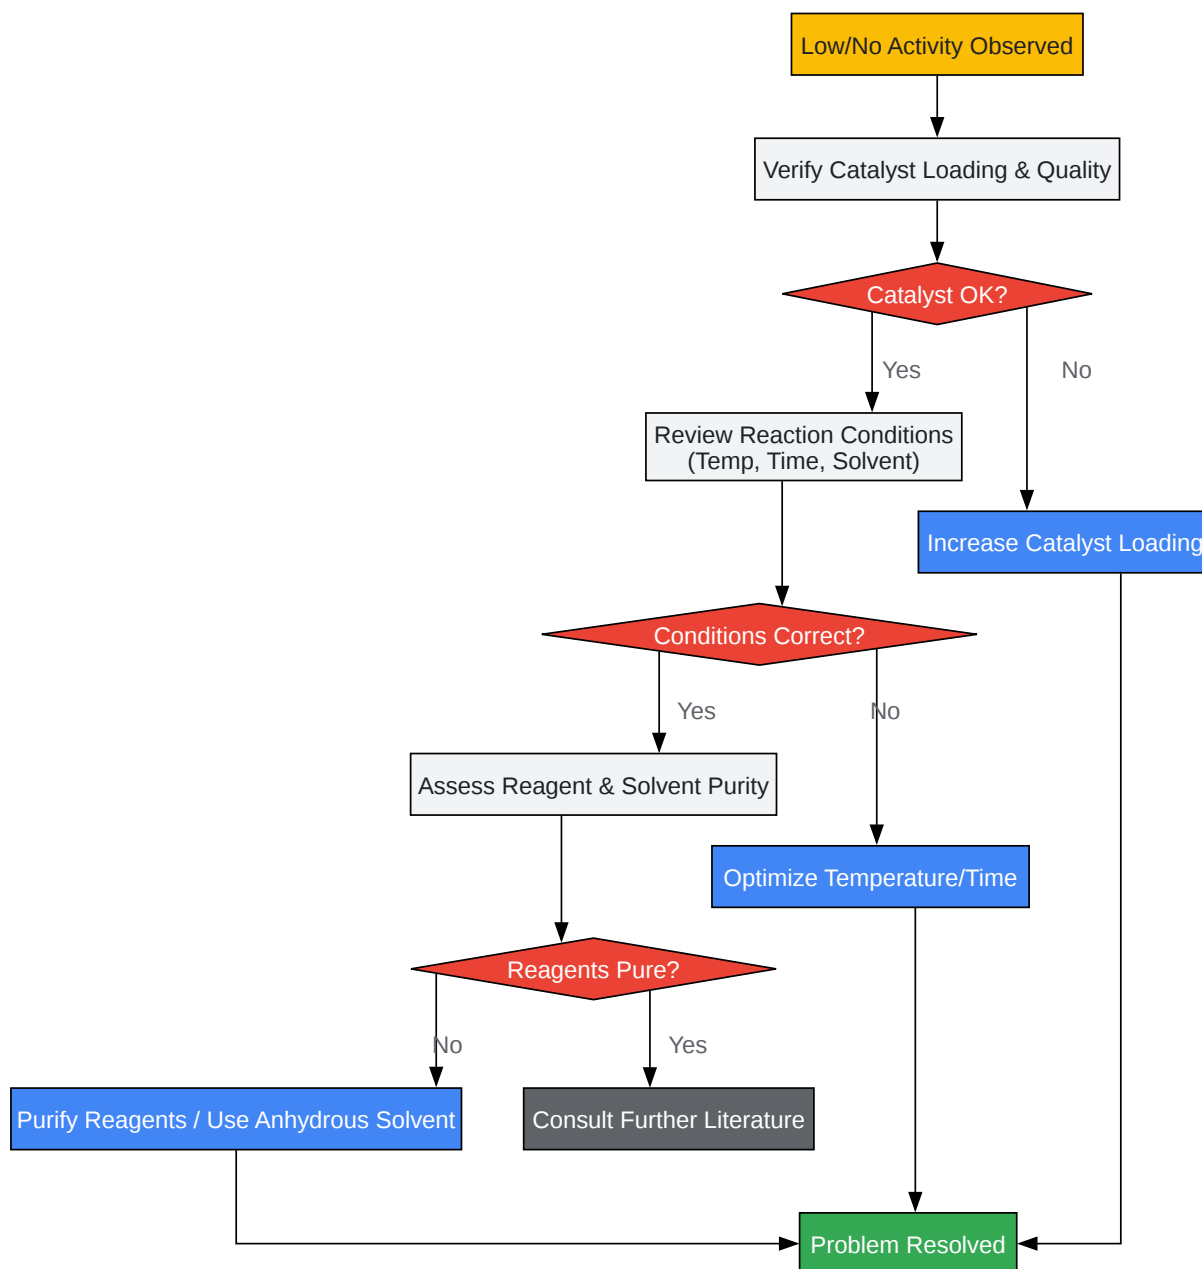 Low/No Activity Observed
Verify Catalyst Loading & Quality
Catalyst OK?
Yes
No
Review Reaction Conditions
(Temp, Time, Solvent)
Increase Catalyst Loading
Conditions Correct?
Yes
No
Assess Reagent & Solvent Purity
Optimize Temperature/Time
Reagents Pure?
No
Yes
Purify Reagents / Use Anhydrous Solvent
Consult Further Literature
Problem Resolved